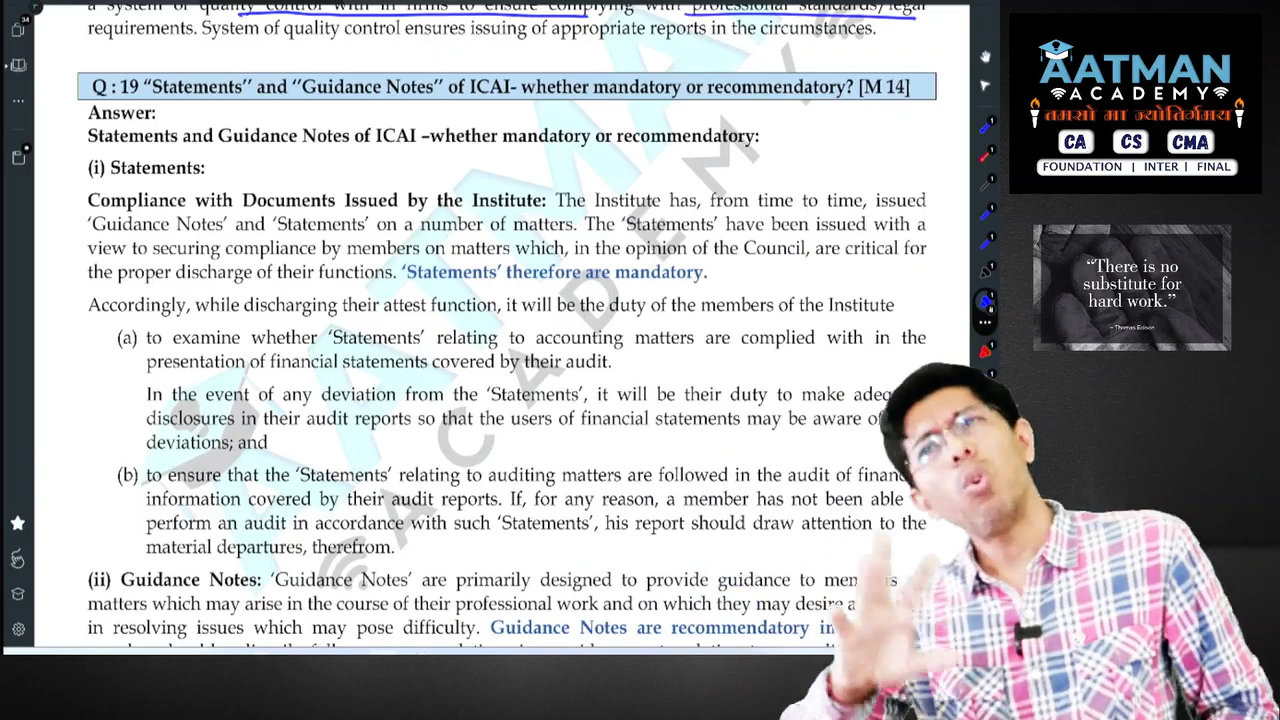 a system of quality control with in firms to ensure complying with professional standards/legal
requirements. System of quality control ensures issuing of appropriate reports in the circumstances.
Q : 19 “Statements” and “Guidance Notes” of ICAI- whether mandatory or recommendatory? [M 14]
Answer:
Statements and Guidance Notes of ICAI –whether mandatory or recommendatory:
(i) Statements:
Compliance with Documents Issued by the Institute: The Institute has, from time to time, issued
‘Guidance Notes’ and ‘Statements’ on a number of matters. The ‘Statements’ have been issued with a
view to securing compliance by members on matters which, in the opinion of the Council, are critical for
the proper discharge of their functions. ‘Statements’ therefore are mandatory.
Accordingly, while discharging their attest function, it will be the duty of the members of the Institute
(a) to examine whether ‘Statements’ relating to accounting matters are complied with in the
presentation of financial statements covered by their audit.
In the event of any deviation from the ‘Statements’, it will be their duty to make
disclosures in their audit reports so that the users of financial statements may be aware of
deviations; and
(b) to ensure that the ‘Statements’ relating to auditing matters are followed in the audit of
information covered by their audit reports. If, for any reason, a member has not been able
perform an audit in accordance with such ‘Statements’, his report should draw attention to the
material departures, therefrom.
(ii) Guidance Notes: ‘Guidance Notes’ are primarily designed to provide guidance to
matters which may arise in the course of their professional work and on which they may desire
in resolving issues which may pose difficulty. Guidance Notes are recommendatory in
AATMAN
ACADEMY
तमसो मा ज्योतिर्गमय
CA CS CMA
FOUNDATION | INTER | FINAL
“There is no
substitute for
hard work.”
– Thomas Edison
AATMAN
ACADEMY
34